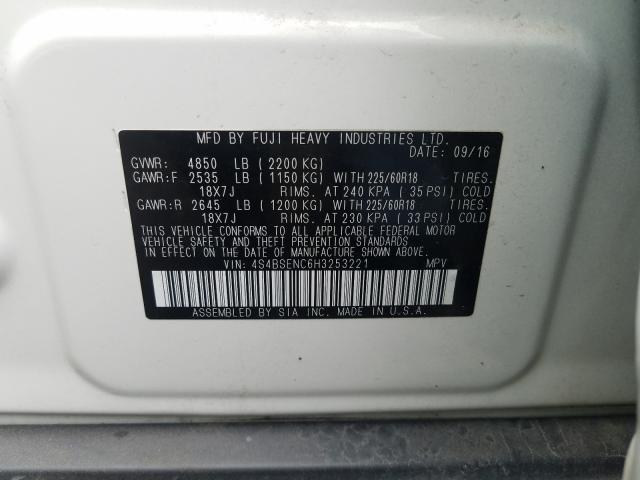 MFD BY FUJI HEAVY INDUSTRIES LTD.
DATE: 09/16
GVWR: 4850 LB (2200 KG)
GAWR:F 2535 LB (1150 KG) WITH 225/60R18 TIRES.
18X7J RIMS. AT 240 KPA (35 PSI) COLD
GAWR:R 2645 LB (1200 KG) WITH 225/60R18 TIRES.
18X7J RIMS. AT 230 KPA (33 PSI) COLD
THIS VEHICLE CONFORMS TO ALL APPLICABLE FEDERAL MOTOR
VEHICLE SAFETY AND THEFT PREVENTION STANDARDS
IN EFFECT ON THE DATE OF MANUFACTURE SHOWN ABOVE.
VIN: 4S4BSENC6H3253221 MPV
ASSEMBLED BY SIA INC. MADE IN U.S.A.